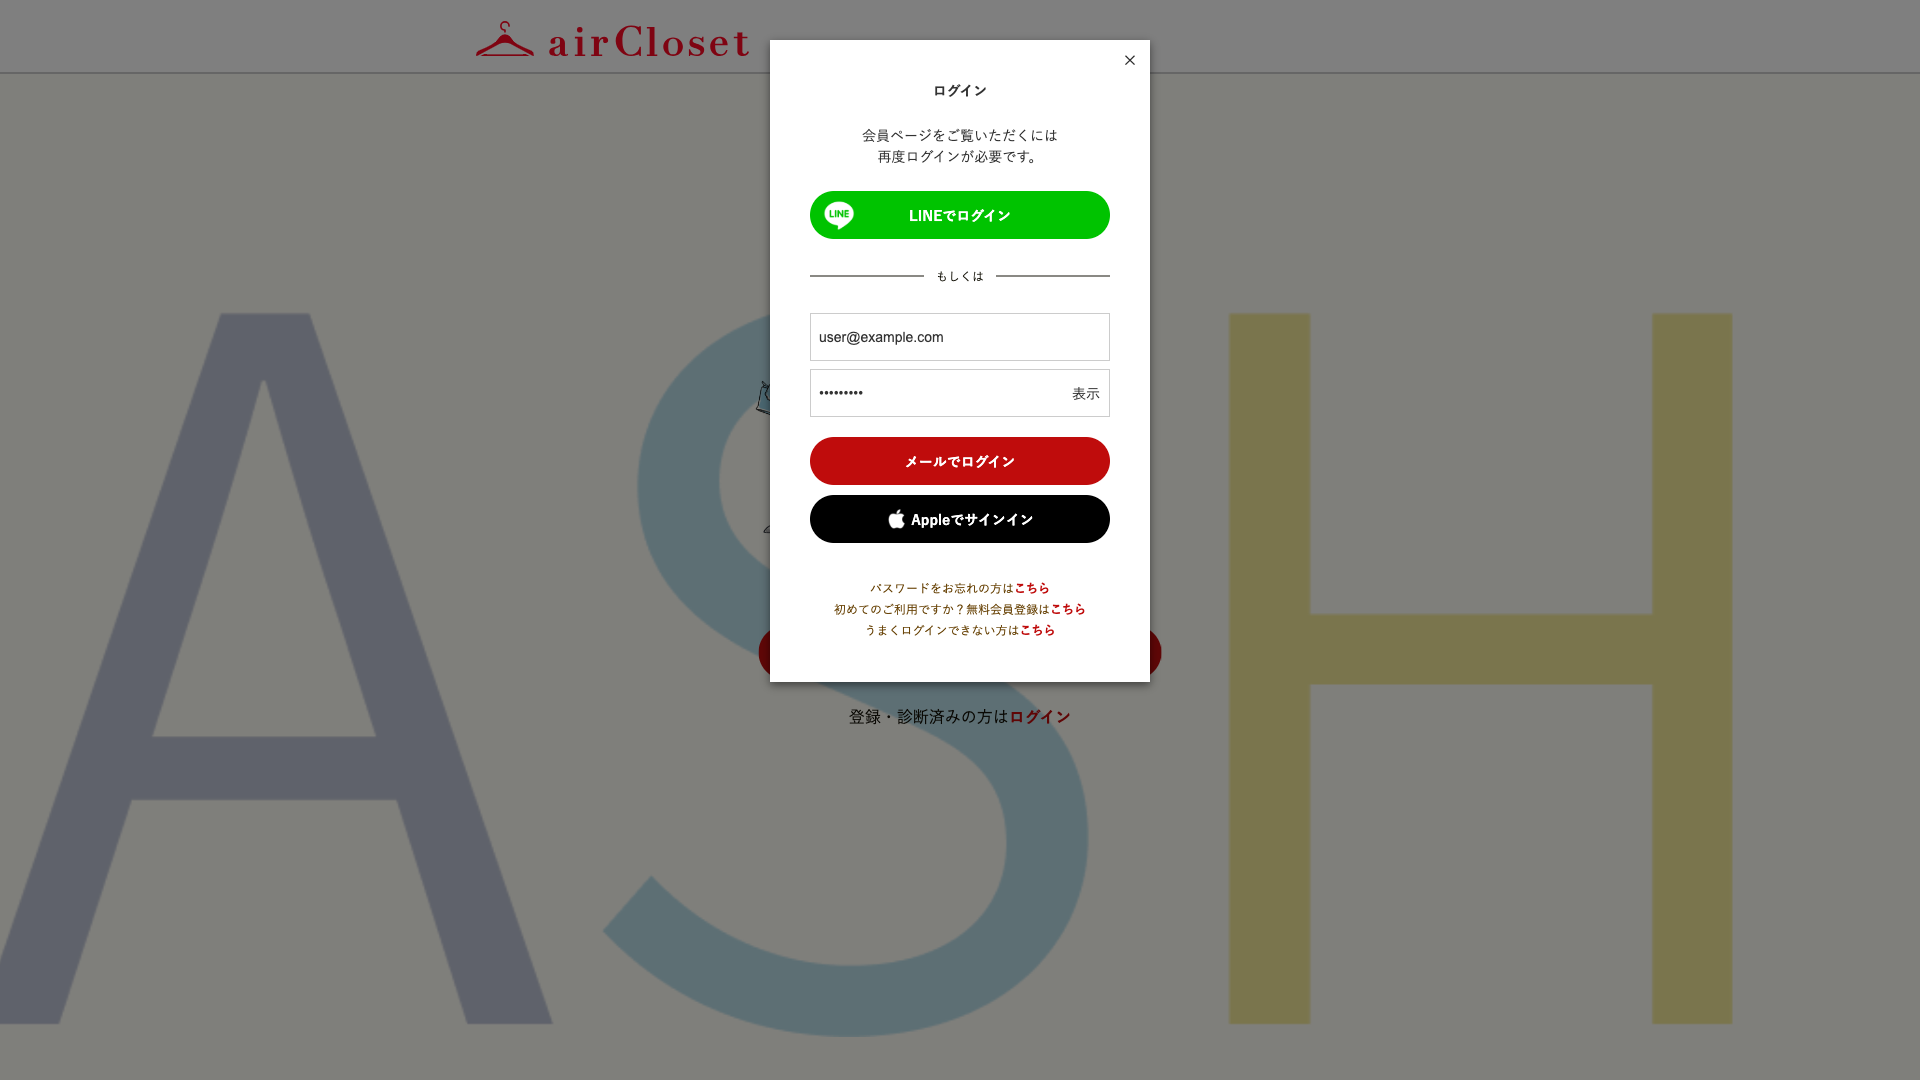 airCloset
ログイン
会員ページをご覧いただくには
再度ログインが必要です。
LINE
LINEでログイン
もしくは
user@example.com
•••••••••
表示
メールでログイン
Appleでサインイン
パスワードをお忘れの方はこちら
初めてのご利用ですか？無料会員登録はこちら
うまくログインできない方はこちら
登録・診断済みの方はログイン
ASH